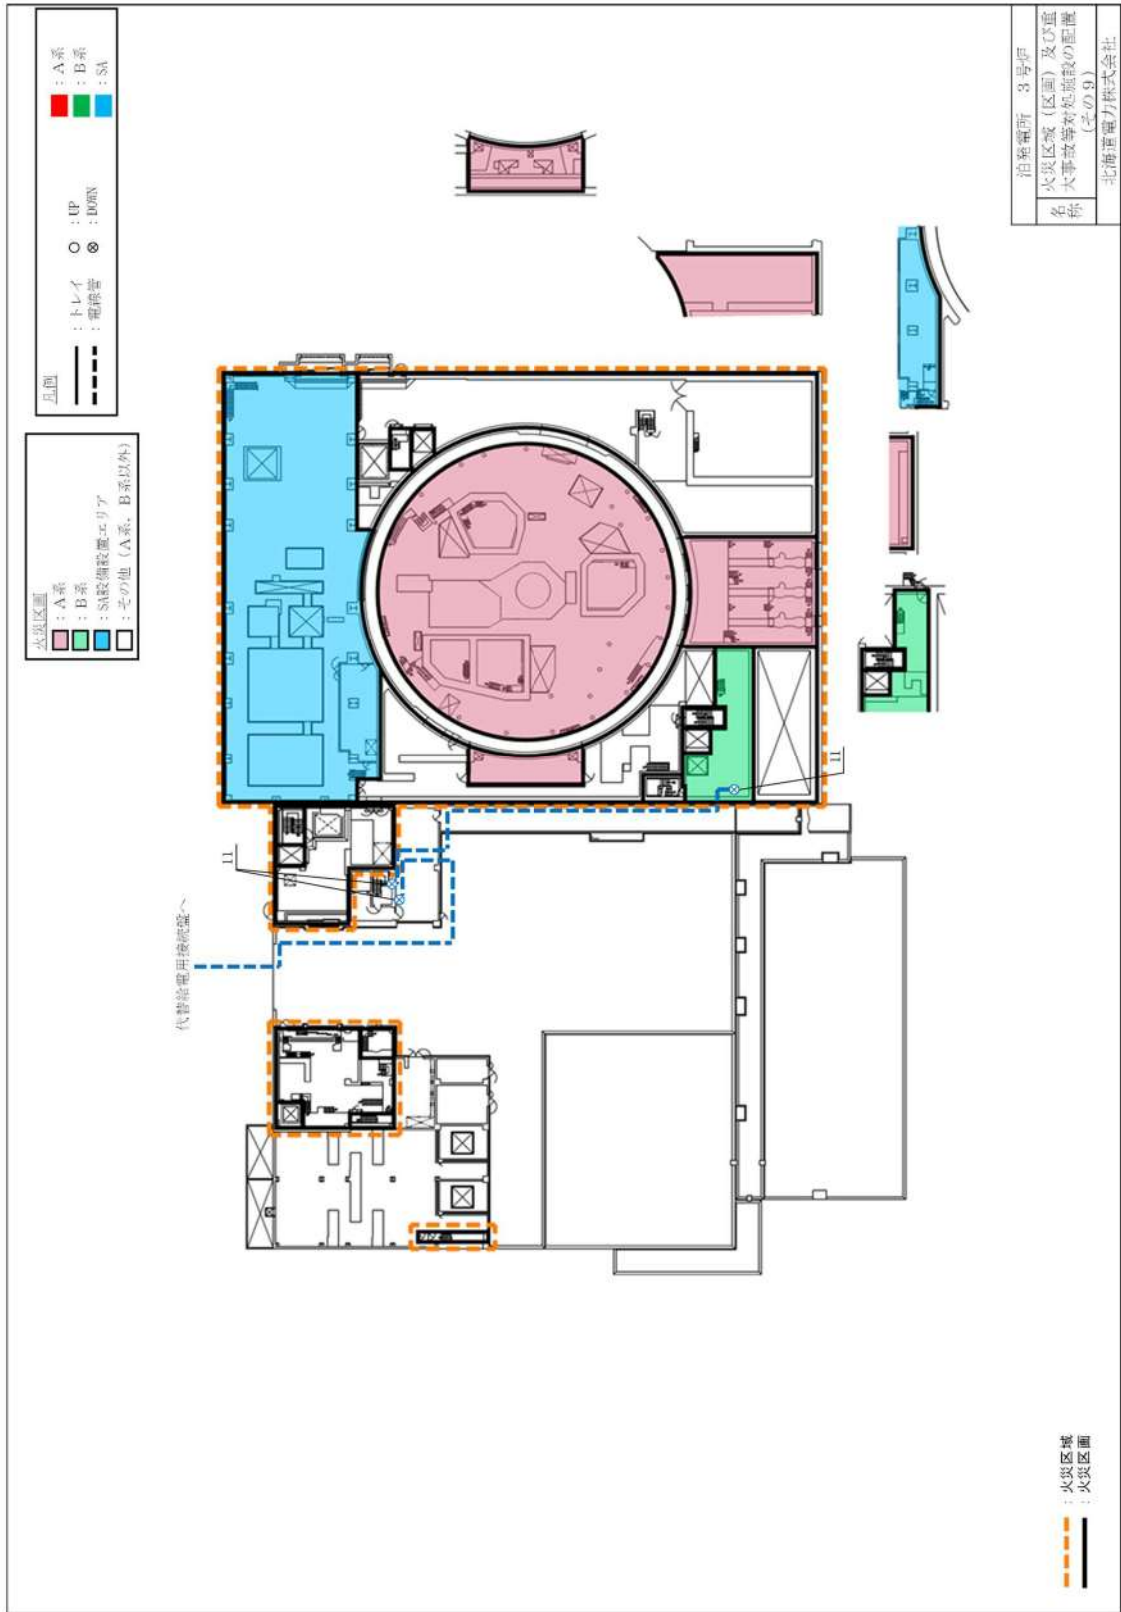 火災区画
：A系
：B系
：SA設備設置エリア
：その他（A系，B系以外）
凡例
：トレイ
：電線管
○：UP
⊗：DOWN
：A系
：B系
：SA
代替給電用接続盤へ
11
11
：火災区域
：火災区画
泊発電所　3号炉
名称
火災区域（区画）及び重
大事故等対処施設の配置
（その9）
北海道電力株式会社